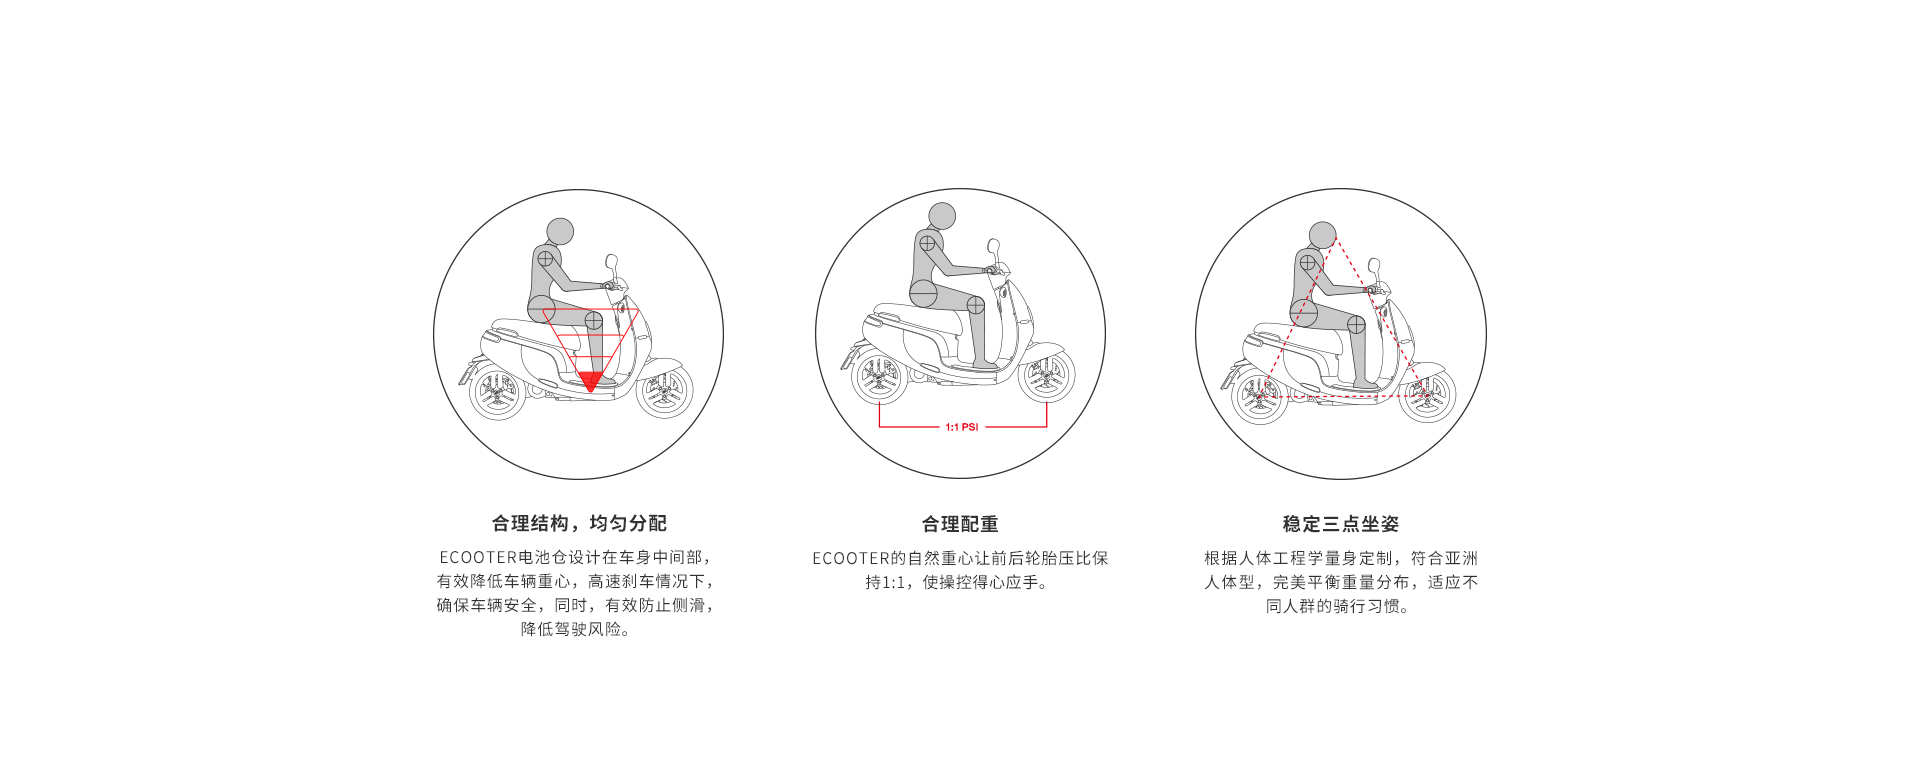 1:1 PSI
合理结构，均匀分配
ECOOTER电池仓设计在车身中间部，
有效降低车辆重心，高速刹车情况下，
确保车辆安全，同时，有效防止侧滑，
降低驾驶风险。
合理配重
ECOOTER的自然重心让前后轮胎压比保
持1:1，使操控得心应手。
稳定三点坐姿
根据人体工程学量身定制，符合亚洲
人体型，完美平衡重量分布，适应不
同人群的骑行习惯。